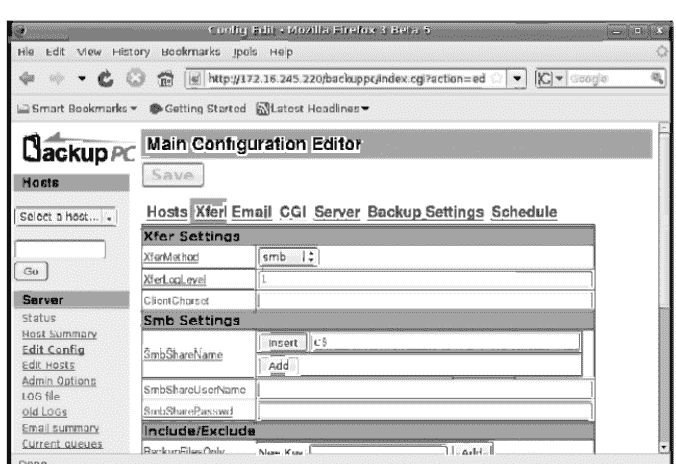 Config Edit - Mozilla Firefox 3 Beta 5
File Edit View History Bookmarks Tools Help
http://172.16.245.220/backuppc/index.cgi?action=ed
Google
Smart Bookmarks
Getting Started
Latest Headlines
BackupPC
Main Configuration Editor
Save
Hosts
Select a host...
Go
Server
Status
Host Summary
Edit Config
Edit Hosts
Admin Options
LOG file
Old LOGs
Email summary
Current queues
Hosts Xfer Email CGI Server Backup Settings Schedule
Xfer Settings
XferMethod
smb
XferLogLevel
1
ClientCharset
Smb Settings
SmbShareName
Insert
C$
Add
SmbShareUserName
SmbSharePasswd
Include/Exclude
BackupFilesOnly
New Key
Add
Done